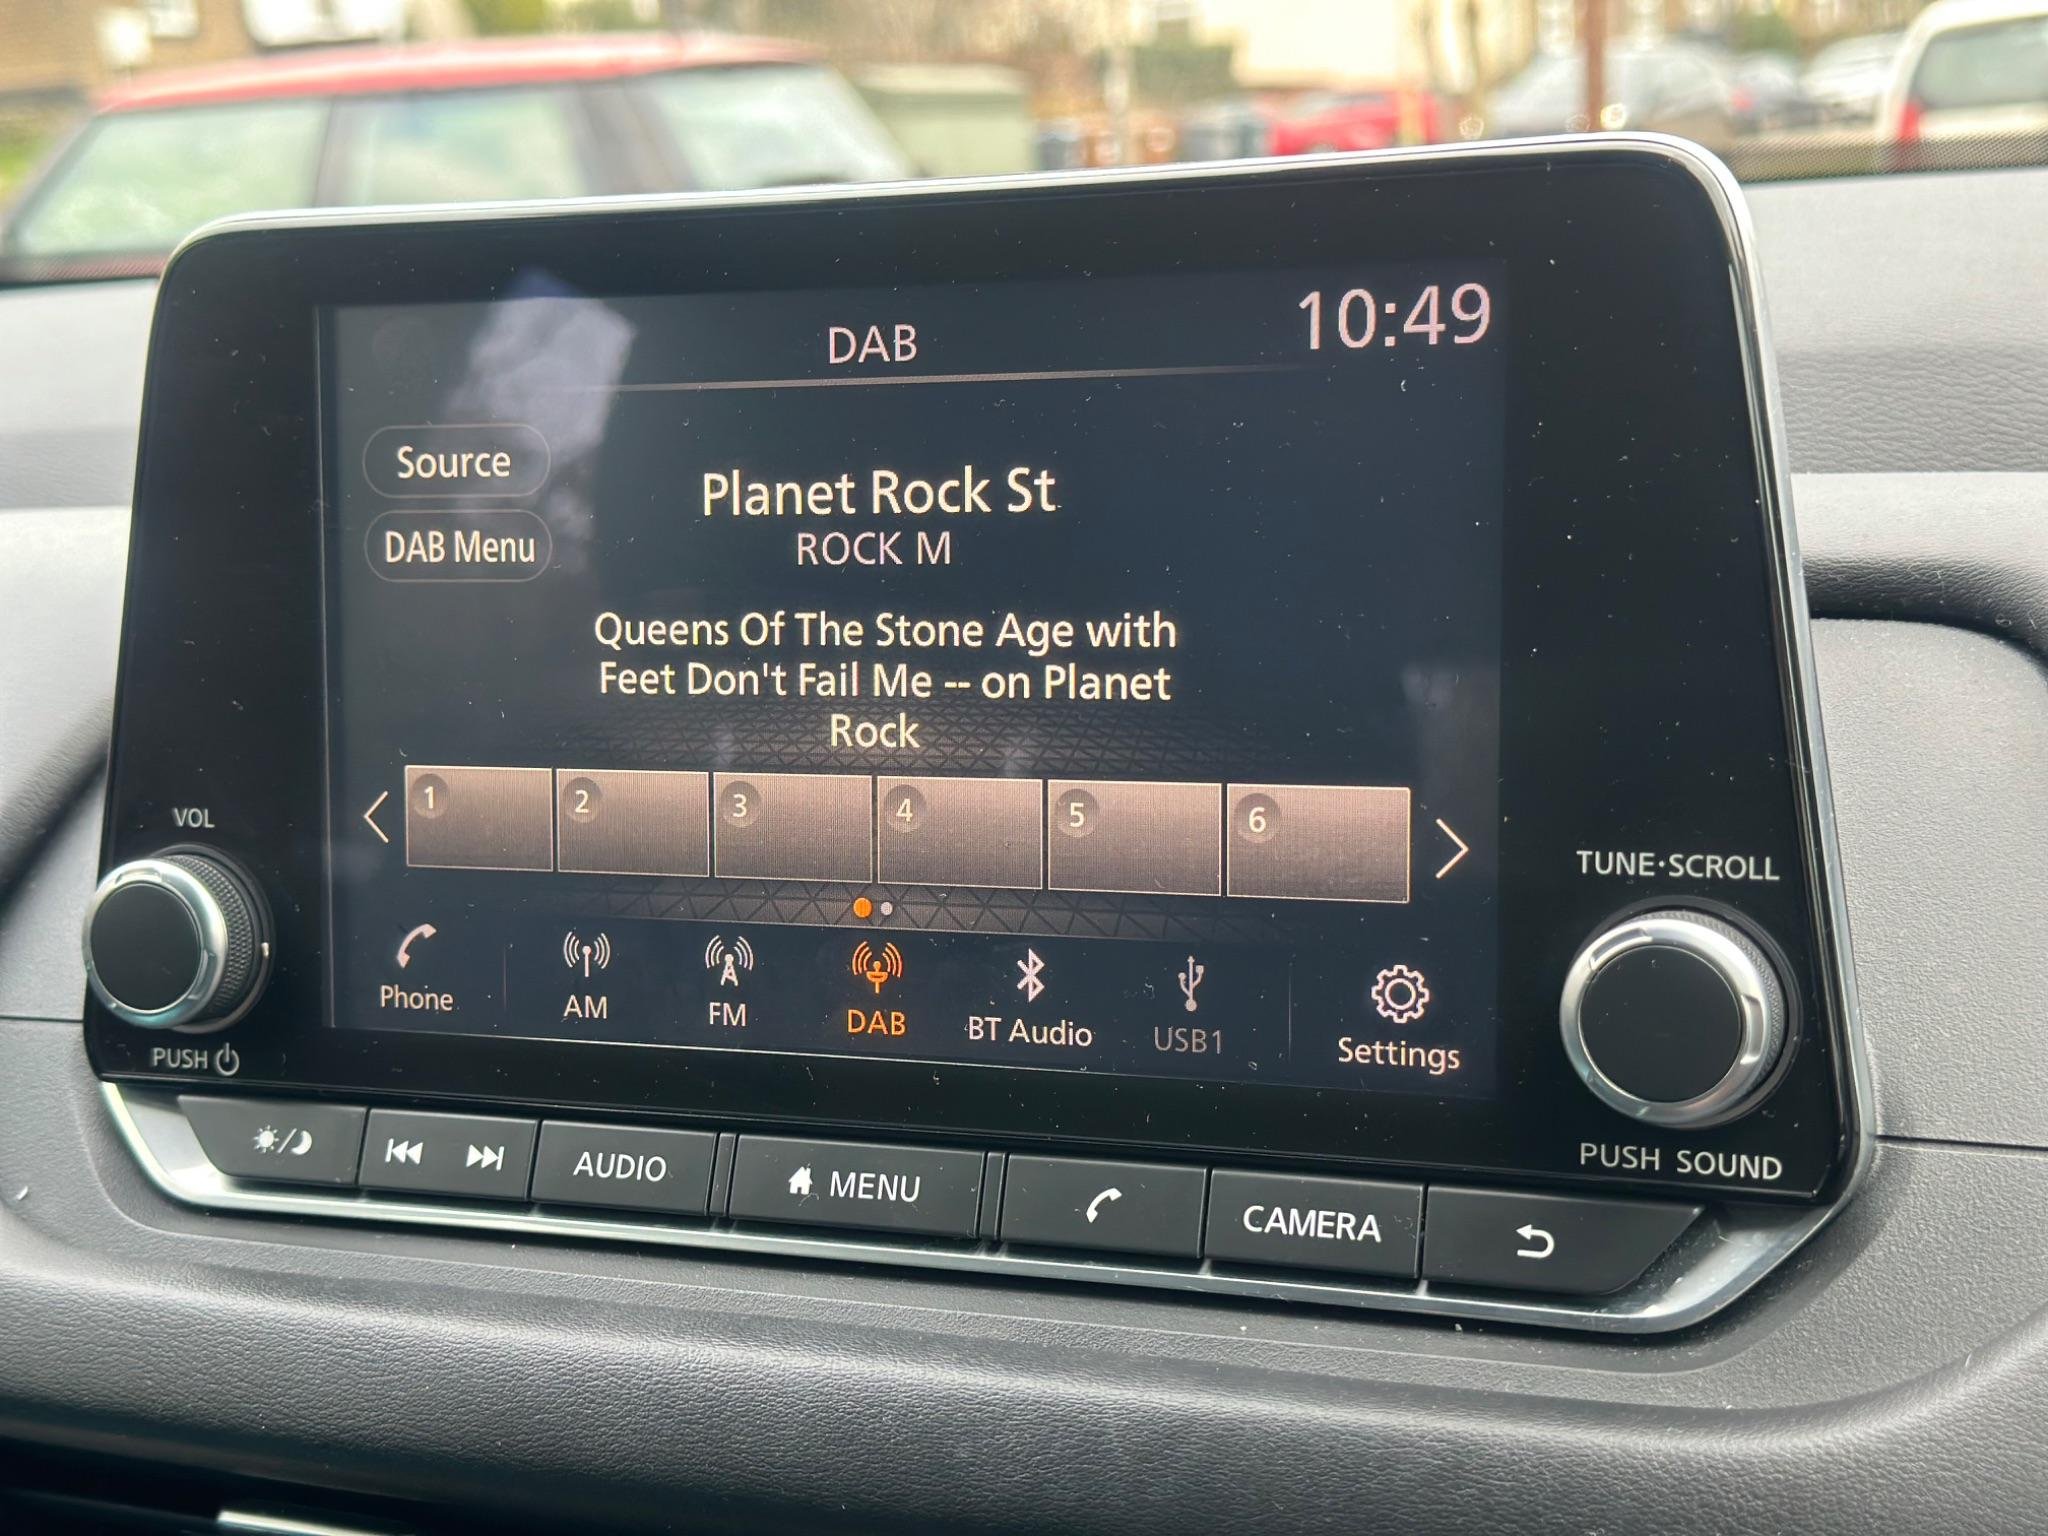 DAB
10:49
Source
DAB Menu
Planet Rock St
ROCK M
Queens Of The Stone Age with
Feet Don't Fail Me -- on Planet
Rock
1 2 3 4 5 6
Phone AM FM DAB BT Audio USB1 Settings
VOL
PUSH
TUNE·SCROLL
PUSH SOUND
AUDIO MENU CAMERA